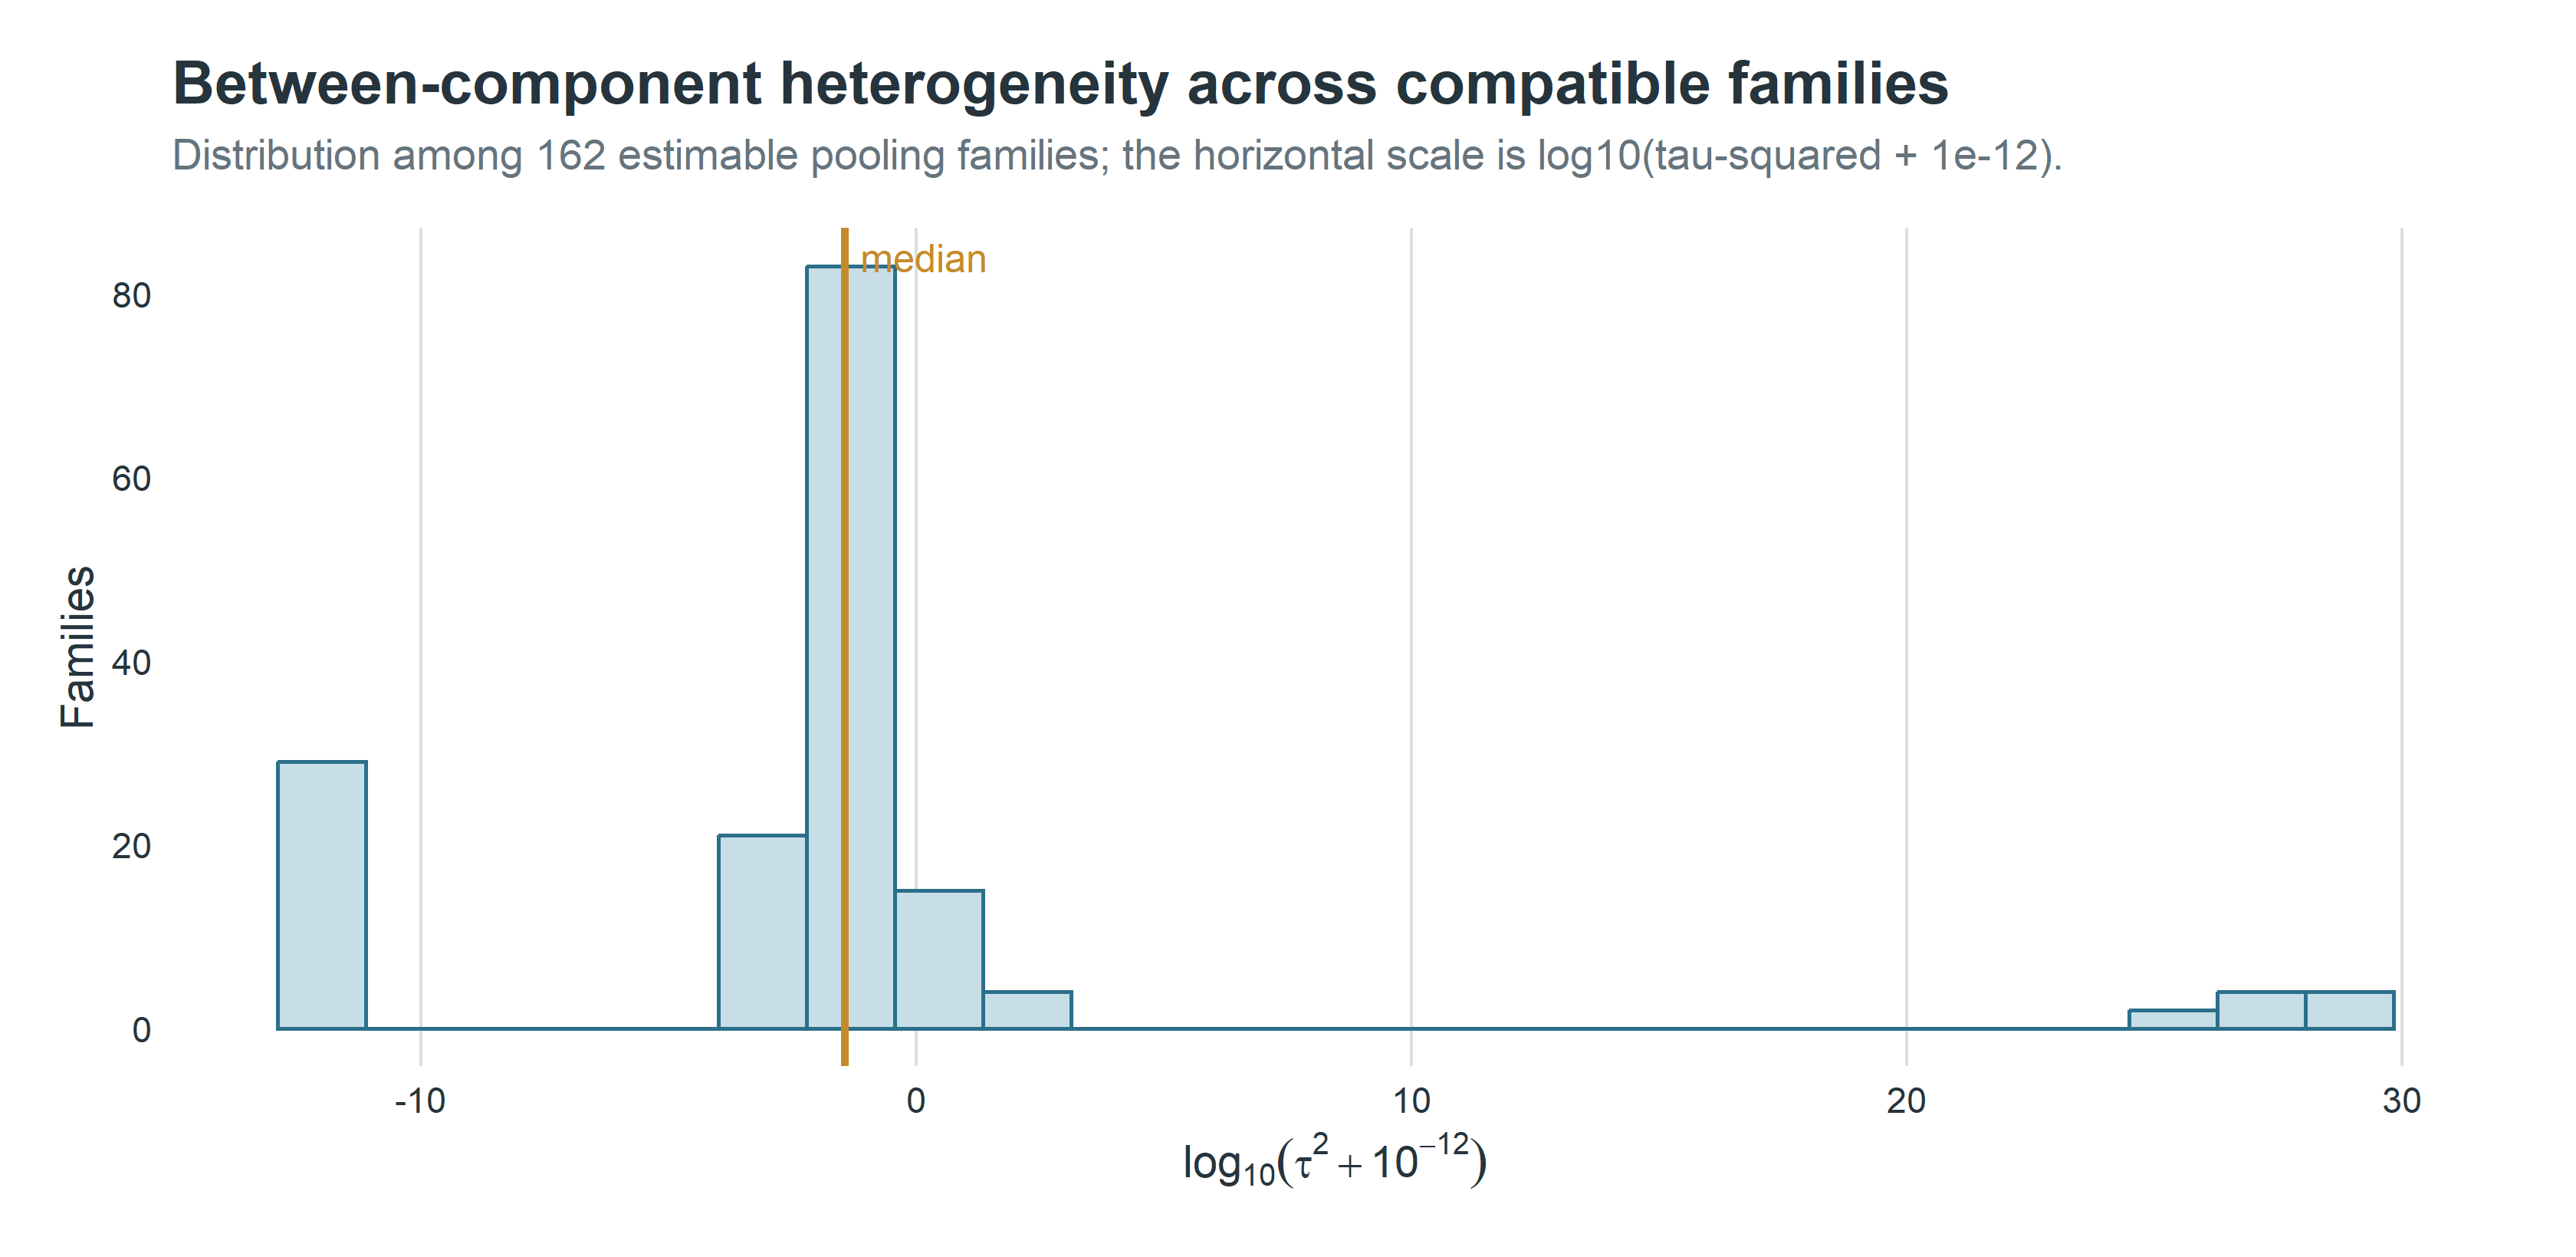 Between-component heterogeneity across compatible families
Distribution among 162 estimable pooling families; the horizontal scale is log10(tau-squared + 1e-12).
median
80
60
40
20
0
Families
-10 0 10 20 30
log₁₀(τ² + 10⁻¹²)